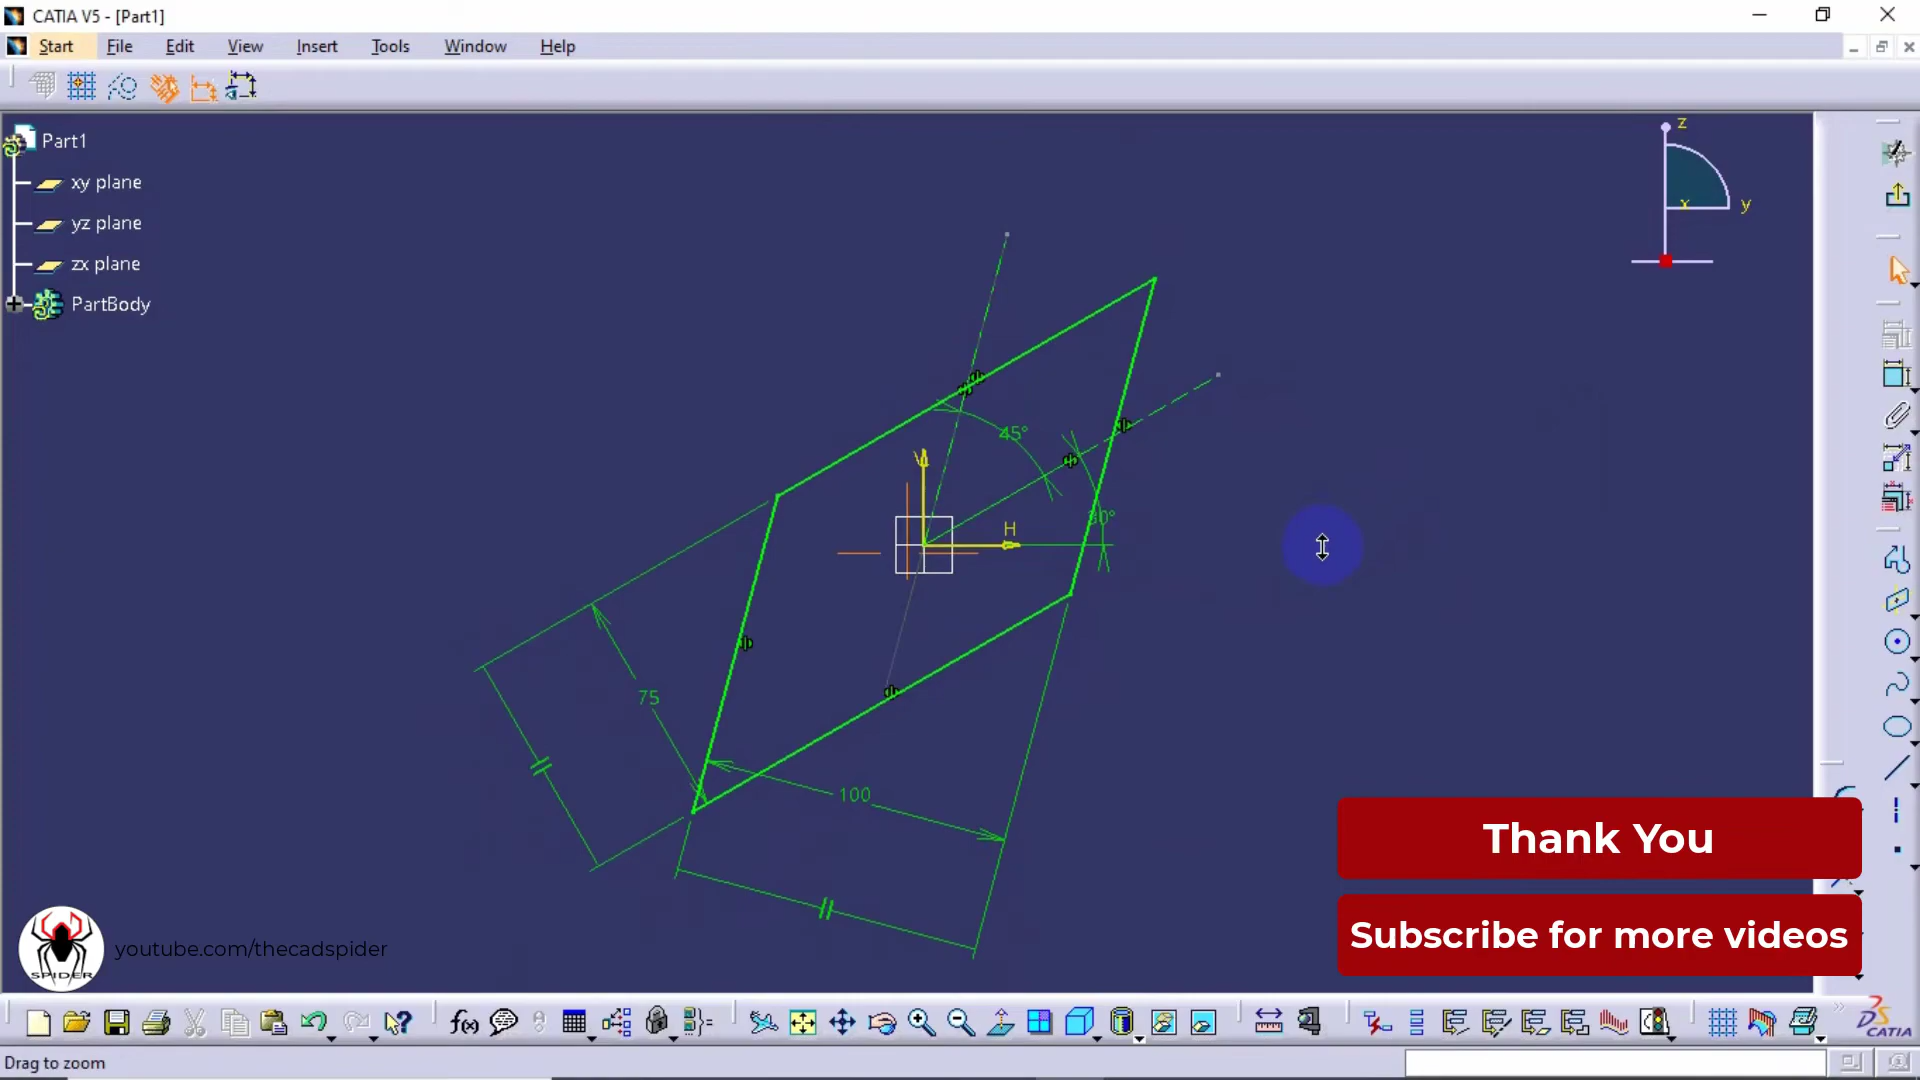 CATIA V5 - [Part1]
Start File Edit View Insert Tools Window Help
Part1
xy plane
yz plane
zx plane
PartBody
z
x
y
45°
V
H
30°
75
100
Thank You
Subscribe for more videos
SPIDER
youtube.com/thecadspider
f(x)
CATIA
Drag to zoom